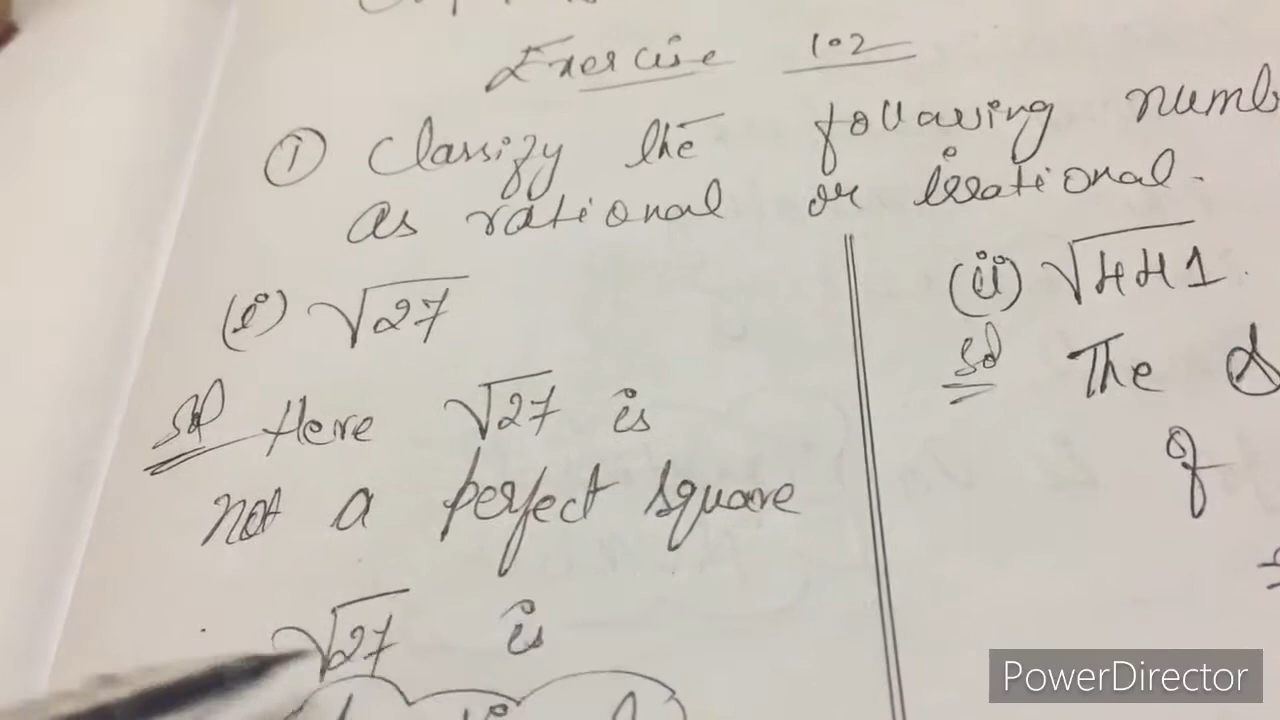 Exercise 1.2
① Classify the following numb
as rational or irrational.
(i) √27
Sol Here √27 is
not a perfect square
√27 is
(ii) √441.
Sol The
of
PowerDirector